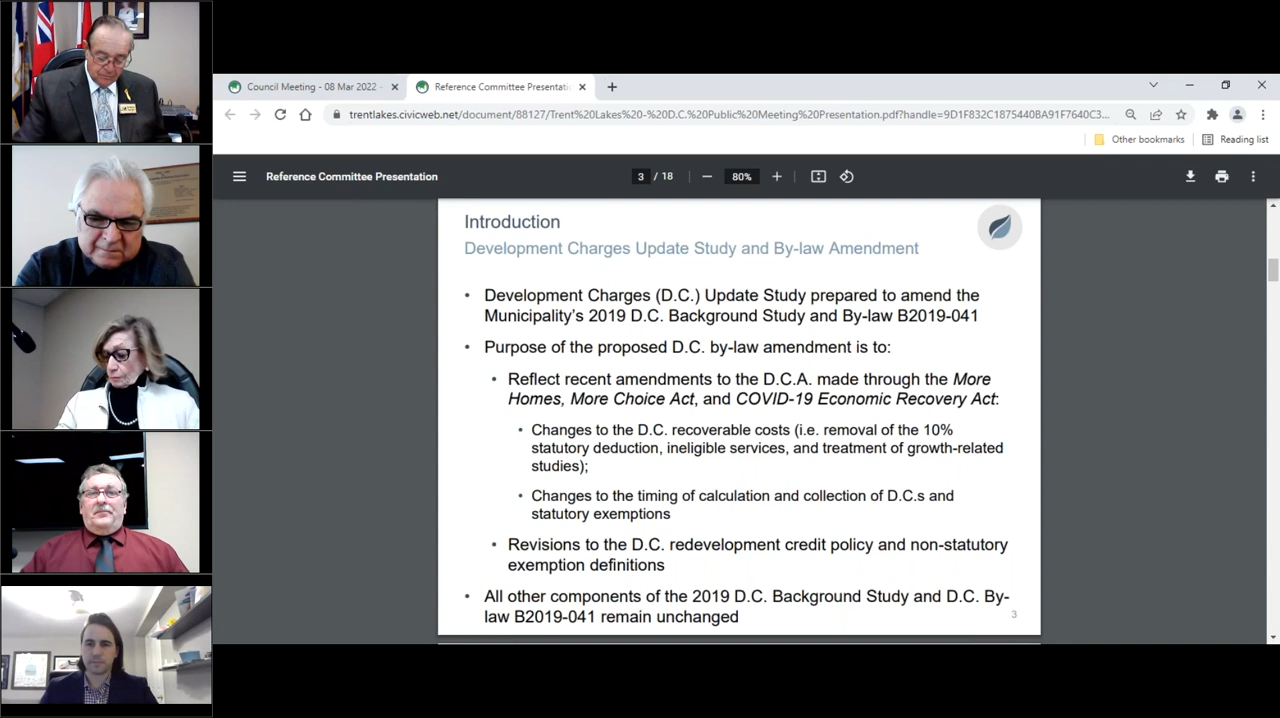 Council Meeting - 08 Mar 2022 -
Reference Committee Presentati
trentlakes.civicweb.net/document/88127/Trent%20Lakes%20-%20D.C.%20Public%20Meeting%20Presentation.pdf?handle=9D1F832C1875440BA91F7640C3...
Other bookmarks
Reading list
Reference Committee Presentation
3 / 18
80%
Introduction
Development Charges Update Study and By-law Amendment
• Development Charges (D.C.) Update Study prepared to amend the
Municipality's 2019 D.C. Background Study and By-law B2019-041
• Purpose of the proposed D.C. by-law amendment is to:
• Reflect recent amendments to the D.C.A. made through the More
Homes, More Choice Act, and COVID-19 Economic Recovery Act:
• Changes to the D.C. recoverable costs (i.e. removal of the 10%
statutory deduction, ineligible services, and treatment of growth-related
studies);
• Changes to the timing of calculation and collection of D.C.s and
statutory exemptions
• Revisions to the D.C. redevelopment credit policy and non-statutory
exemption definitions
• All other components of the 2019 D.C. Background Study and D.C. By-
law B2019-041 remain unchanged
3